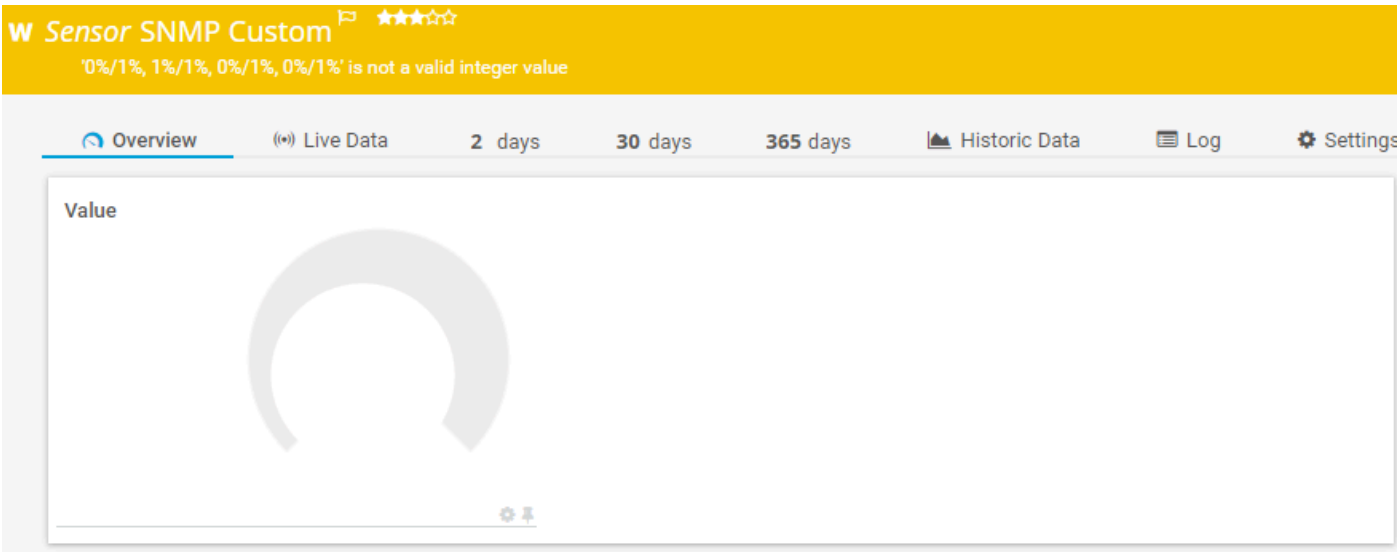 W Sensor SNMP Custom
'0%/1%, 1%/1%, 0%/1%, 0%/1%' is not a valid integer value
Overview Live Data 2 days 30 days 365 days Historic Data Log Settings
Value